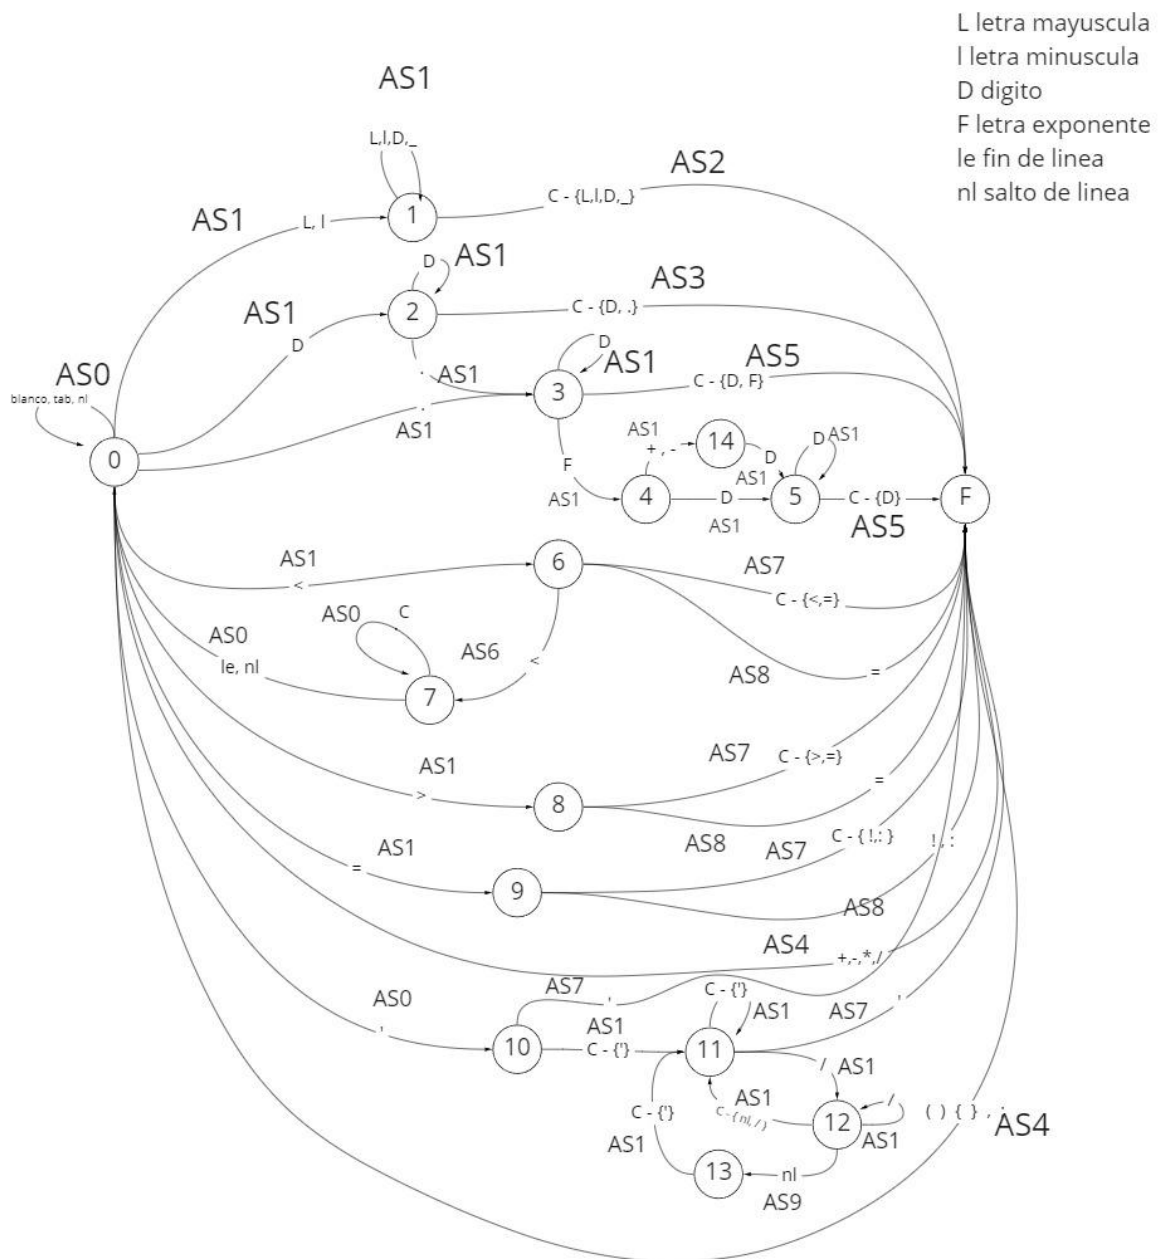 L letra mayuscula
l letra minuscula
D digito
F letra exponente
le fin de linea
nl salto de linea
AS1
L,l,D,_
AS2
C - {L,l,D,_}
1
AS1
L, l
D
AS1
AS3
2
C - {D, .}
AS1
D
D
AS1
AS5
AS0
blanco, tab, nl
.
AS1
3
C - {D, F}
.
AS1
0
AS1
+ , -
14
D
AS1
D
F
AS1
AS1
4
D
5
C - {D}
F
AS1
AS5
AS1
<
6
AS7
C - {<,=}
AS0
C
AS0
le, nl
AS6
<
AS8
=
7
AS1
>
8
AS7
C - {>,=}
=
AS8
AS1
=
9
AS7
C - { !,: }
! , :
AS8
AS4
+,-,*,/
AS0
'
10
AS7
'
AS1
C - {'}
C - {'}
AS1
11
AS7
'
/
AS1
AS1
C - {nl, / }
C - {'}
AS1
12
/
AS1
( ) { } , .
AS4
13
nl
AS9